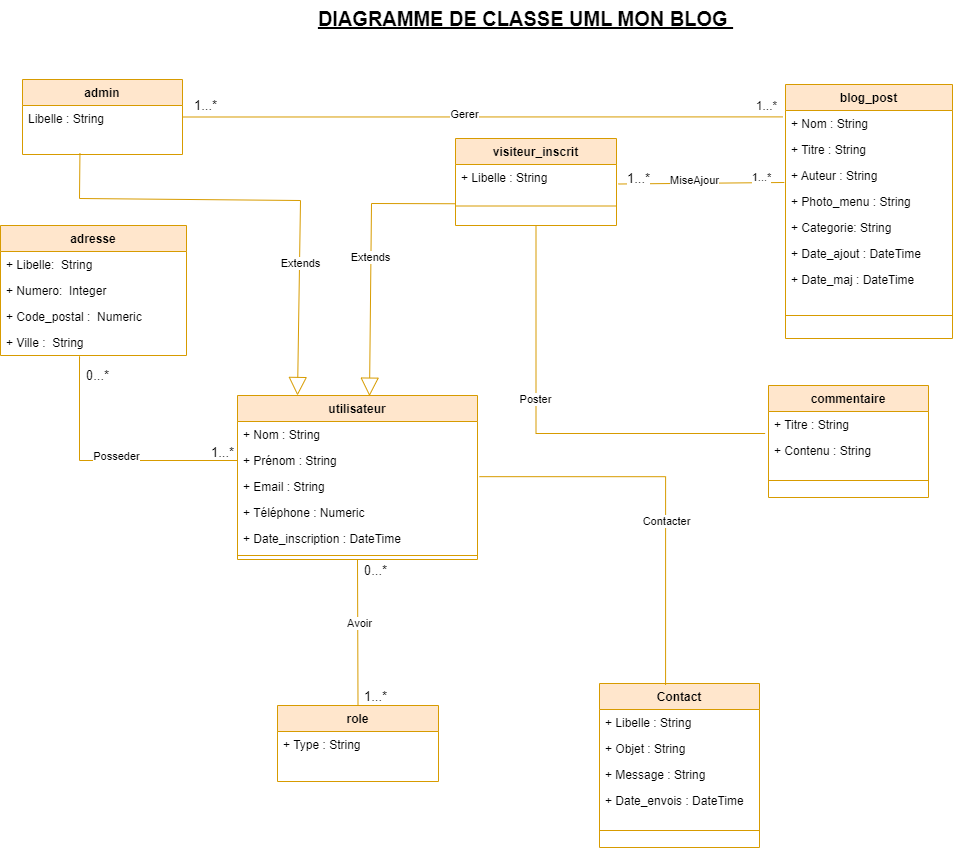 DIAGRAMME DE CLASSE UML MON BLOG
admin
Libelle : String
1...*
Gerer
1...*
blog_post
+ Nom : String
+ Titre : String
+ Auteur : String
+ Photo_menu : String
+ Categorie: String
+ Date_ajout : DateTime
+ Date_maj : DateTime
visiteur_inscrit
+ Libelle : String
1...*
MiseAjour
1...*
adresse
+ Libelle: String
+ Numero: Integer
+ Code_postal : Numeric
+ Ville : String
Extends
Extends
0...*
Posseder
1...*
utilisateur
+ Nom : String
+ Prénom : String
+ Email : String
+ Téléphone : Numeric
+ Date_inscription : DateTime
Poster
commentaire
+ Titre : String
+ Contenu : String
Contacter
0...*
Avoir
1...*
role
+ Type : String
Contact
+ Libelle : String
+ Objet : String
+ Message : String
+ Date_envois : DateTime